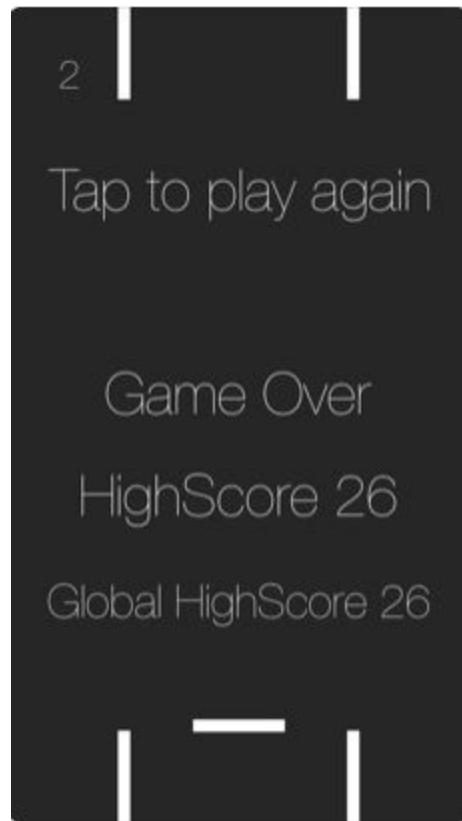 2
Tap to play again
Game Over
HighScore 26
Global HighScore 26